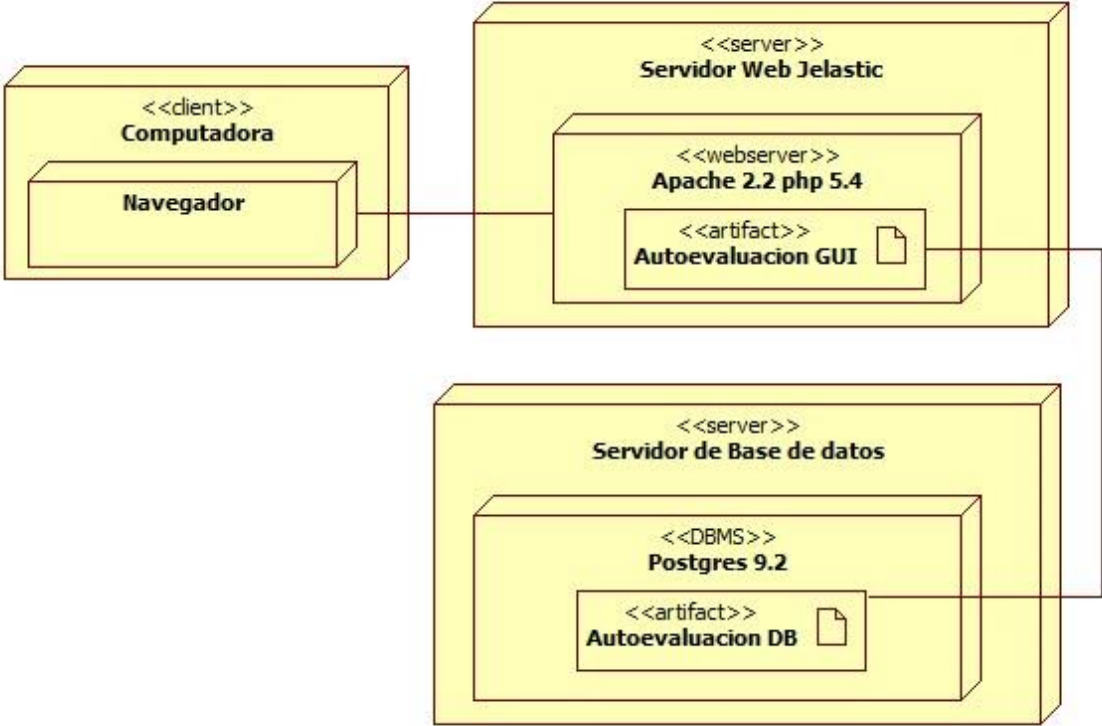 <<client>>
Computadora
Navegador
<<server>>
Servidor Web Jelastic
<<webserver>>
Apache 2.2 php 5.4
<<artifact>>
Autoevaluacion GUI
<<server>>
Servidor de Base de datos
<<DBMS>>
Postgres 9.2
<<artifact>>
Autoevaluacion DB